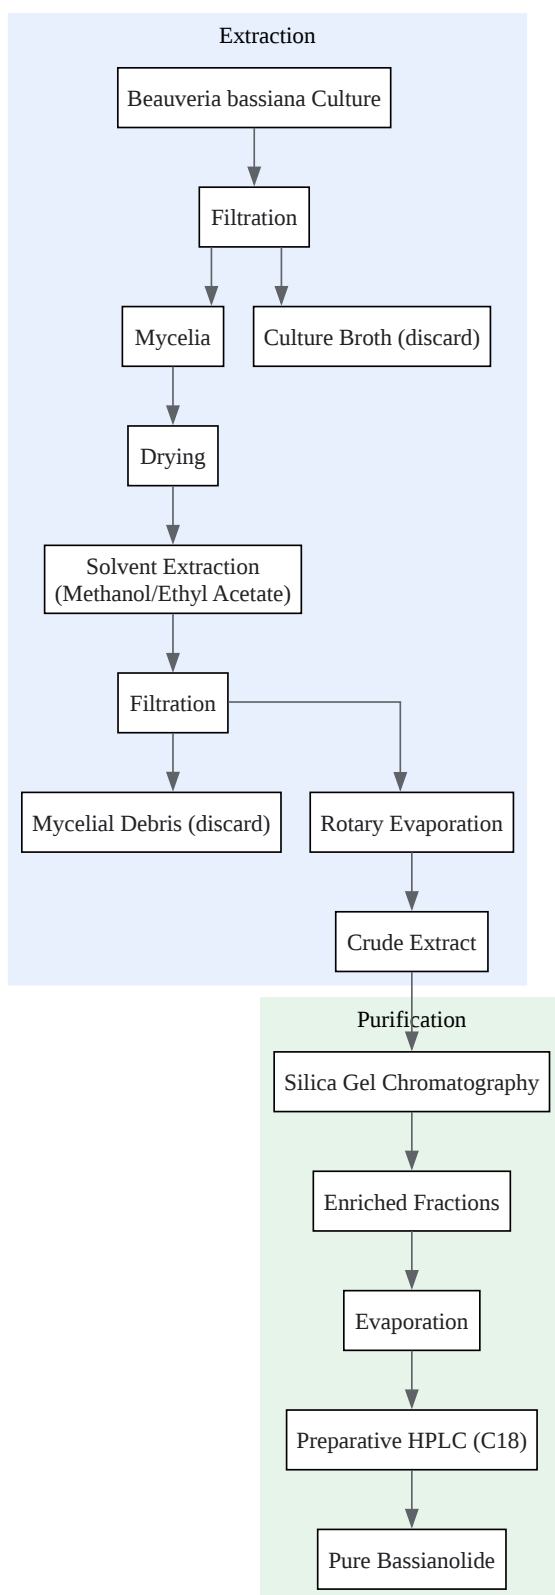 Extraction
Beauveria bassiana Culture
Filtration
Mycelia
Culture Broth (discard)
Drying
Solvent Extraction
(Methanol/Ethyl Acetate)
Filtration
Mycelial Debris (discard)
Rotary Evaporation
Crude Extract
Purification
Silica Gel Chromatography
Enriched Fractions
Evaporation
Preparative HPLC (C18)
Pure Bassianolide